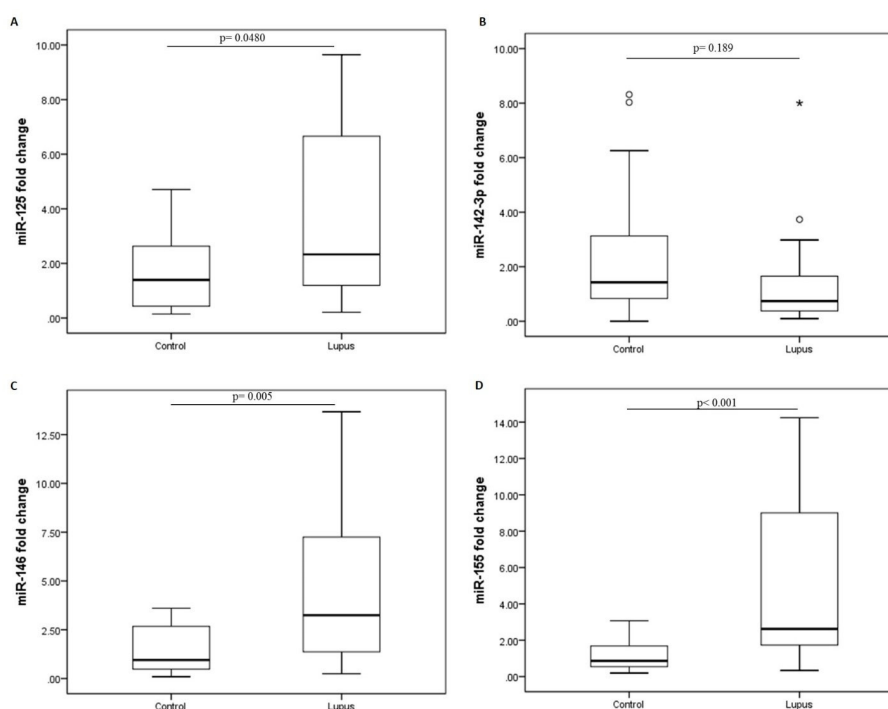 A
p= 0.0480
10.00
8.00
6.00
4.00
2.00
.00
miR-125 fold change
Control
Lupus
B
p= 0.189
10.00
8.00
6.00
4.00
2.00
.00
miR-142-3p fold change
Control
Lupus
C
p= 0.005
12.50
7.50
5.00
2.50
.00
miR-146 fold change
Control
Lupus
D
p< 0.001
14.00
12.00
10.00
8.00
6.00
4.00
2.00
.00
miR-155 fold change
Control
Lupus